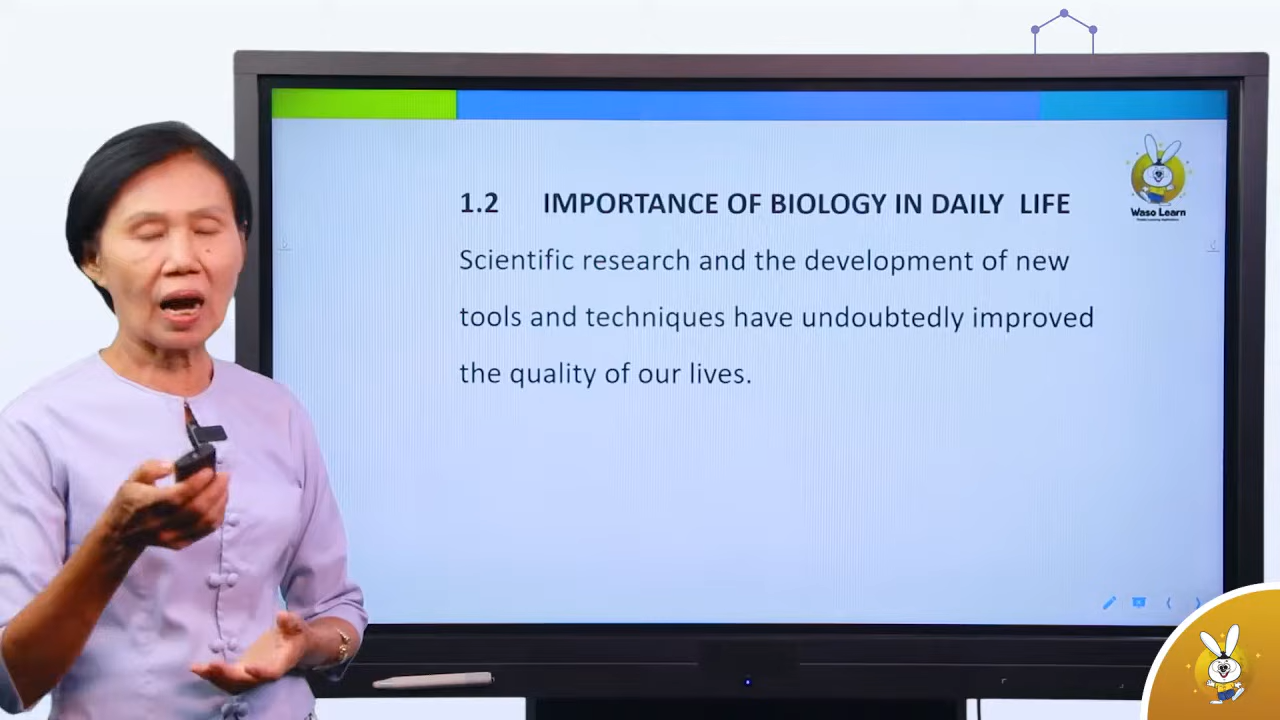 1.2 IMPORTANCE OF BIOLOGY IN DAILY LIFE
Scientific research and the development of new
tools and techniques have undoubtedly improved
the quality of our lives.
Waso Learn